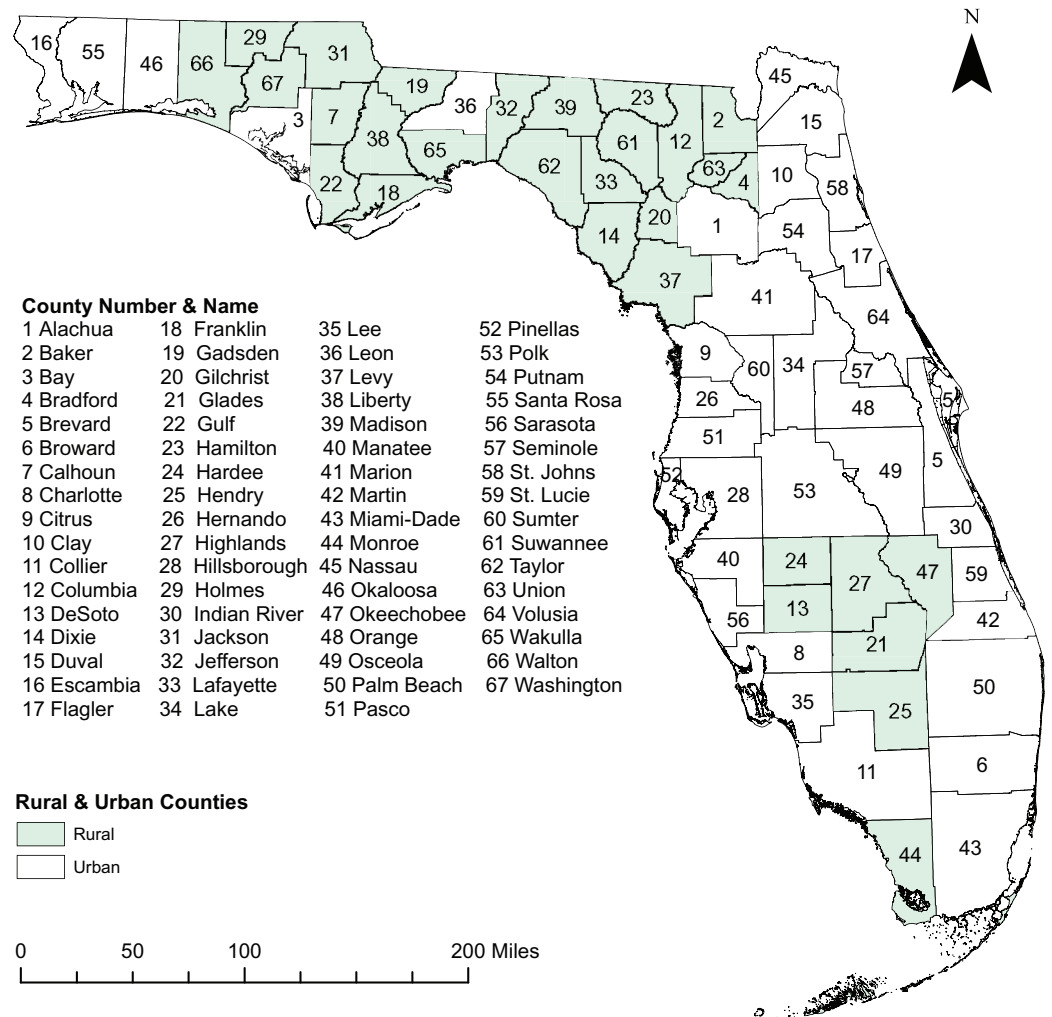 N
16
55
46
66
29
67
31
3
7
22
38
18
19
36
65
32
39
62
23
61
33
14
12
20
37
2
63
4
1
45
15
10
58
54
17
41
64
9
60
34
57
26
48
5
51
52
28
53
49
5
30
40
24
27
47
59
13
56
42
21
8
35
25
50
11
6
44
43
County Number & Name
1 Alachua 18 Franklin 35 Lee 52 Pinellas
2 Baker 19 Gadsden 36 Leon 53 Polk
3 Bay 20 Gilchrist 37 Levy 54 Putnam
4 Bradford 21 Glades 38 Liberty 55 Santa Rosa
5 Brevard 22 Gulf 39 Madison 56 Sarasota
6 Broward 23 Hamilton 40 Manatee 57 Seminole
7 Calhoun 24 Hardee 41 Marion 58 St. Johns
8 Charlotte 25 Hendry 42 Martin 59 St. Lucie
9 Citrus 26 Hernando 43 Miami-Dade 60 Sumter
10 Clay 27 Highlands 44 Monroe 61 Suwannee
11 Collier 28 Hillsborough 45 Nassau 62 Taylor
12 Columbia 29 Holmes 46 Okaloosa 63 Union
13 DeSoto 30 Indian River 47 Okeechobee 64 Volusia
14 Dixie 31 Jackson 48 Orange 65 Wakulla
15 Duval 32 Jefferson 49 Osceola 66 Walton
16 Escambia 33 Lafayette 50 Palm Beach 67 Washington
17 Flagler 34 Lake 51 Pasco
Rural & Urban Counties
Rural
Urban
0 50 100 200 Miles